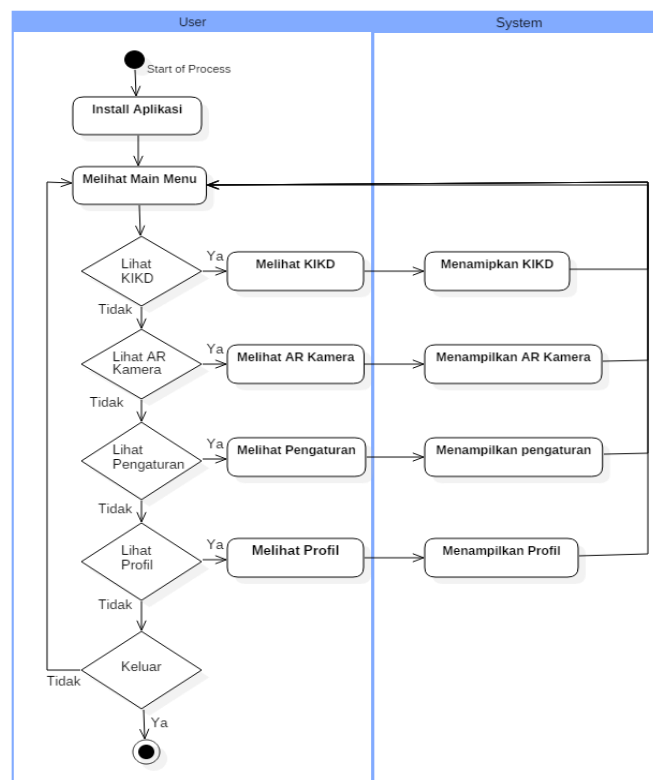 User
System
Start of Process
Install Aplikasi
Melihat Main Menu
Lihat
KIKD
Ya
Melihat KIKD
Menamipkan KIKD
Tidak
Lihat AR
Kamera
Ya
Melihat AR Kamera
Menampilkan AR Kamera
Tidak
Lihat
Pengaturan
Ya
Melihat Pengaturan
Menampilkan pengaturan
Tidak
Lihat
Profil
Ya
Melihat Profil
Menampilkan Profil
Tidak
Keluar
Tidak
Ya